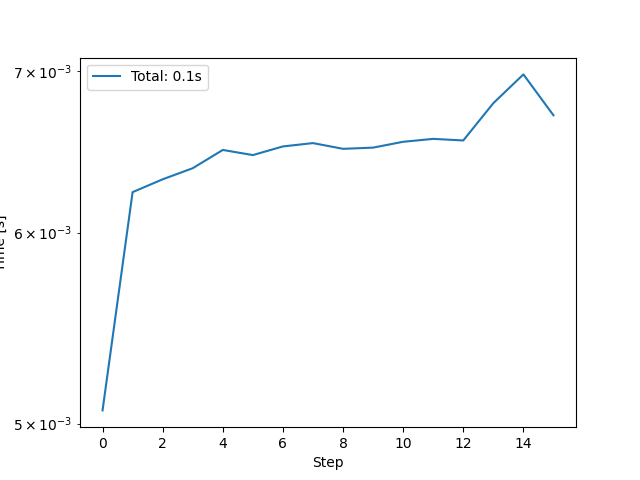 Total: 0.1s
7 × 10⁻³
6 × 10⁻³
5 × 10⁻³
[s]
0 2 4 6 8 10 12 14
Step